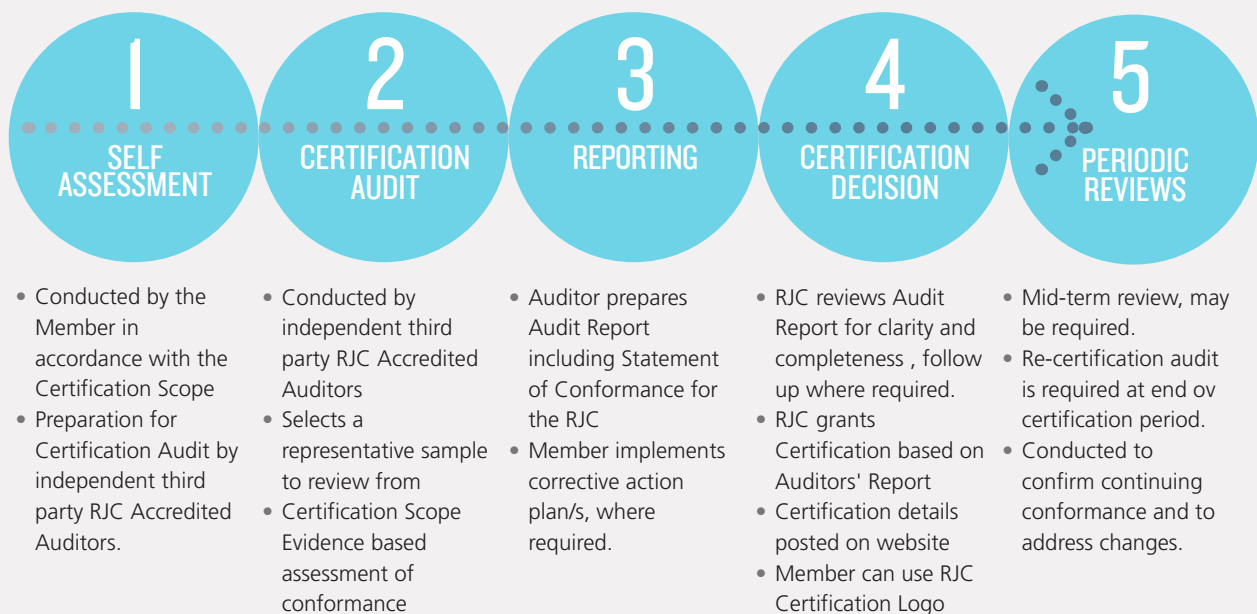 1
SELF
ASSESSMENT
• Conducted by the
Member in
accordance with the
Certification Scope
• Preparation for
Certification Audit by
independent third
party RJC Accredited
Auditors.
2
CERTIFICATION
AUDIT
• Conducted by
independent third
party RJC Accredited
Auditors
• Selects a
representative sample
to review from
• Certification Scope
Evidence based
assessment of
conformance
3
REPORTING
• Auditor prepares
Audit Report
including Statement
of Conformance for
the RJC
• Member implements
corrective action
plan/s, where
required.
4
CERTIFICATION
DECISION
• RJC reviews Audit
Report for clarity and
completeness , follow
up where required.
• RJC grants
Certification based on
Auditors' Report
• Certification details
posted on website
• Member can use RJC
Certification Logo
5
PERIODIC
REVIEWS
• Mid-term review, may
be required.
• Re-certification audit
is required at end ov
certification period.
• Conducted to
confirm continuing
conformance and to
address changes.